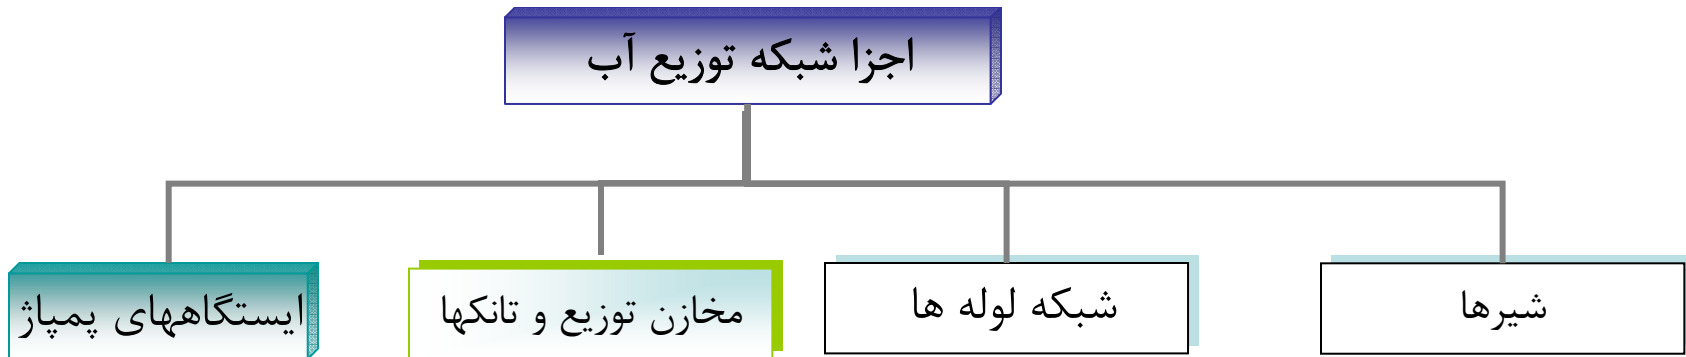 اجزا شبکه توزیع آب
شیرها
شبکه لوله ها
مخازن توزیع و تانکها
ایستگاههای پمپاژ